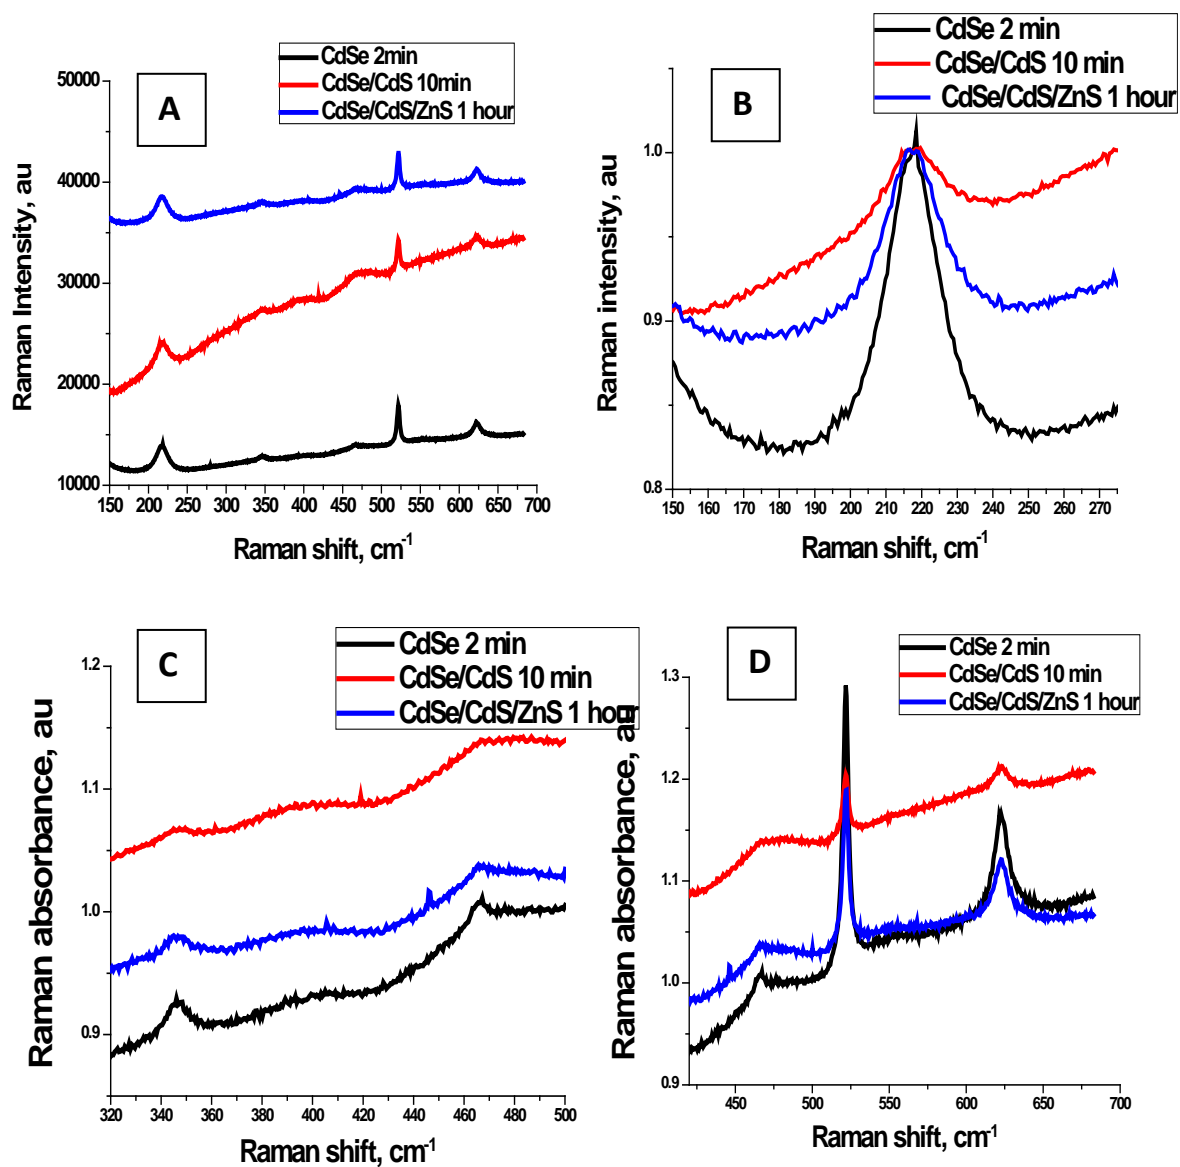 A
CdSe 2min
CdSe/CdS 10min
CdSe/CdS/ZnS 1 hour
Raman Intensity, au
50000
40000
30000
20000
10000
150 200 250 300 350 400 450 500 550 600 650 700
Raman shift, cm-1
B
CdSe 2 min
CdSe/CdS 10 min
CdSe/CdS/ZnS 1 hour
Raman intensity, au
1.0
0.9
0.8
150 160 170 180 190 200 210 220 230 240 250 260 270
Raman shift, cm-1
C
CdSe 2 min
CdSe/CdS 10 min
CdSe/CdS/ZnS 1 hour
Raman absorbance, au
1.2
1.1
1.0
0.9
320 340 360 380 400 420 440 460 480 500
Raman shift, cm-1
D
CdSe 2 min
CdSe/CdS 10 min
CdSe/CdS/ZnS 1 hour
Raman absorbance, au
1.3
1.2
1.1
1.0
0.9
450 500 550 600 650 700
Raman shift, cm-1